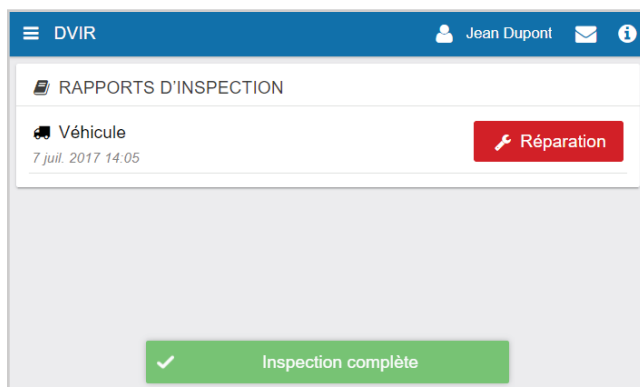 DVIR
Jean Dupont
RAPPORTS D'INSPECTION
Véhicule
7 juil. 2017 14:05
Réparation
Inspection complète